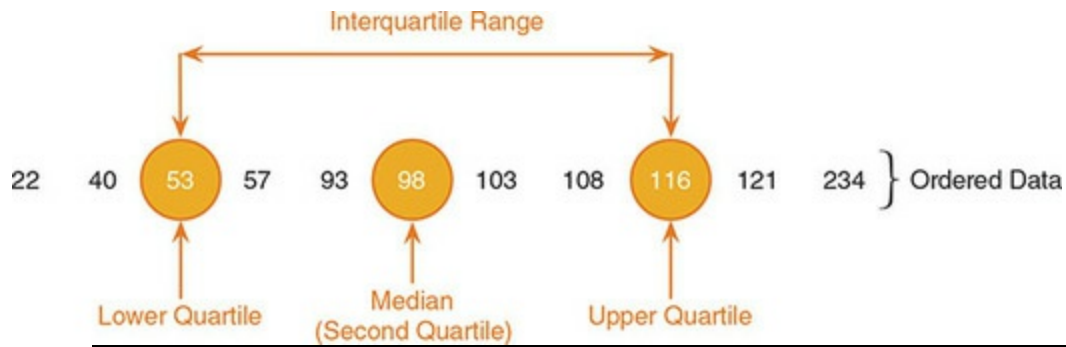 Interquartile Range
22 40 53 57 93 98 103 108 116 121 234 } Ordered Data
Lower Quartile
Median
(Second Quartile)
Upper Quartile